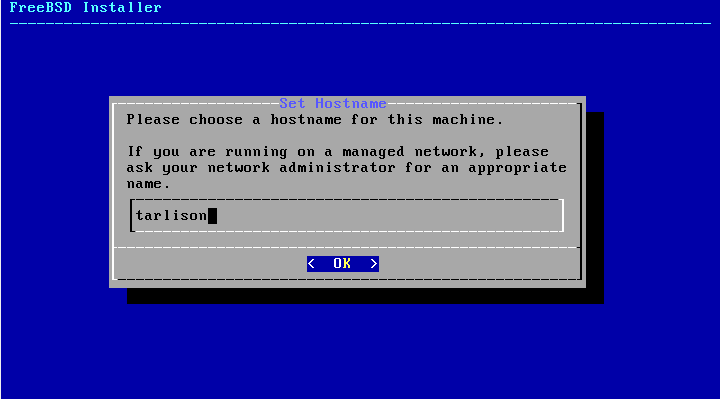 FreeBSD Installer
Set Hostname
Please choose a hostname for this machine.
If you are running on a managed network, please
ask your network administrator for an appropriate
name.
tarlison
< OK >